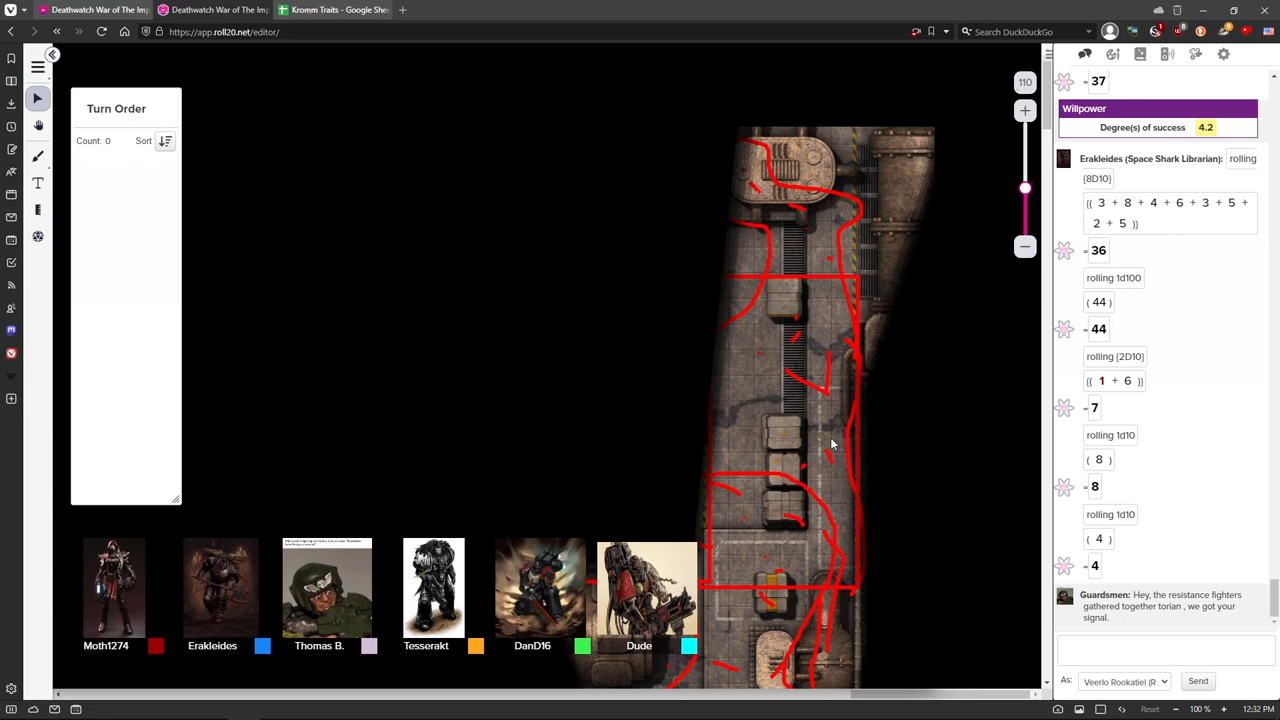 Deathwatch War of The Imp
Deathwatch War of The Imp
Kromm Traits - Google She
https://app.roll20.net/editor/
Search DuckDuckGo
Turn Order
Count: 0
Sort
110
= 37
Willpower
Degree(s) of success 4.2
Erakleides (Space Shark Librarian): rolling
{8D10}
{( 3 + 8 + 4 + 6 + 3 + 5 +
2 + 5 )}
= 36
rolling 1d100
( 44 )
= 44
rolling {2D10}
{( 1 + 6 )}
= 7
rolling 1d10
( 8 )
= 8
rolling 1d10
( 4 )
= 4
Guardsmen: Hey, the resistance fighters
gathered together torian , we got your
signal.
Moth1274
Erakleides
Thomas B.
Tesserakt
DanD16
Dude
As:
Veerlo Rookatiel (R
Send
Reset
100 %
12:32 PM